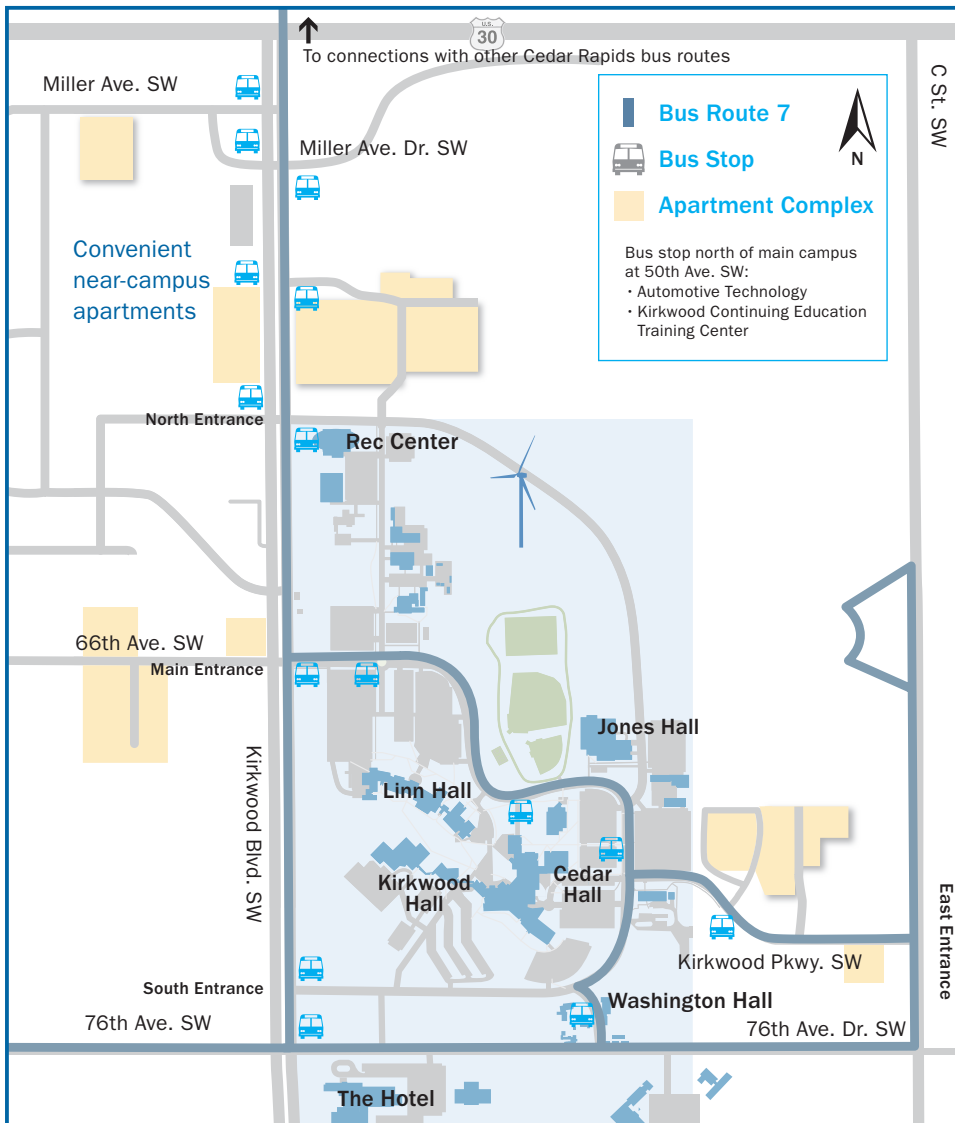 U.S.
30
To connections with other Cedar Rapids bus routes
Miller Ave. SW
C St. SW
Bus Route 7
Bus Stop
Apartment Complex
N
Bus stop north of main campus
at 50th Ave. SW:
· Automotive Technology
· Kirkwood Continuing Education
Training Center
Miller Ave. Dr. SW
Convenient
near-campus
apartments
North Entrance
Rec Center
66th Ave. SW
Main Entrance
Jones Hall
Kirkwood Blvd. SW
Linn Hall
Kirkwood
Hall
Cedar
Hall
East Entrance
Kirkwood Pkwy. SW
South Entrance
Washington Hall
76th Ave. SW
76th Ave. Dr. SW
The Hotel